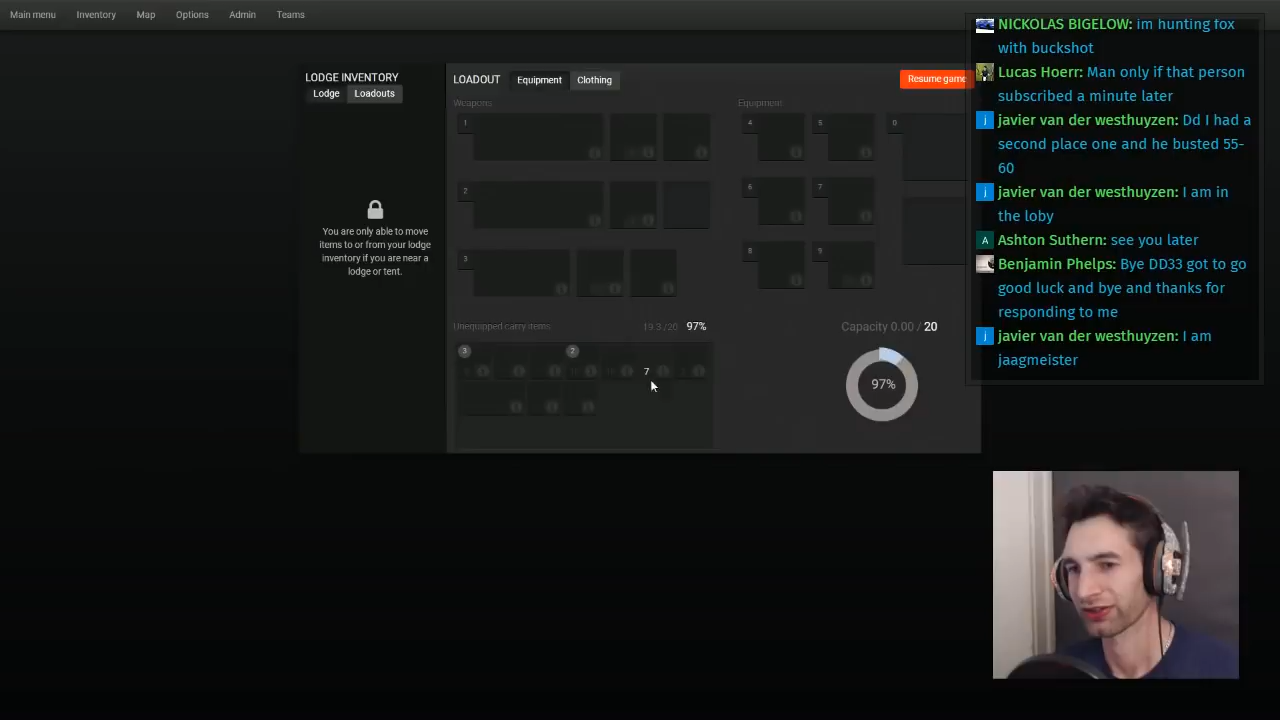 Main menu
Inventory
Map
Options
Admin
Teams
LODGE INVENTORY
Lodge
Loadouts
You are only able to move
items to or from your lodge
inventory if you are near a
lodge or tent.
LOADOUT
Equipment
Clothing
Resume game
Weapons
1
2
3
Equipment
4
5
0
6
7
8
9
Unequipped carry items
19.3 / 20
97%
3
2
7
Capacity 0.00 / 20
97%
NICKOLAS BIGELOW: im hunting fox
with buckshot
Lucas Hoerr: Man only if that person
subscribed a minute later
j
javier van der westhuyzen: Dd I had a
second place one and he busted 55-
60
j
javier van der westhuyzen: I am in
the loby
A
Ashton Suthern: see you later
Benjamin Phelps: Bye DD33 got to go
good luck and bye and thanks for
responding to me
j
javier van der westhuyzen: I am
jaagmeister